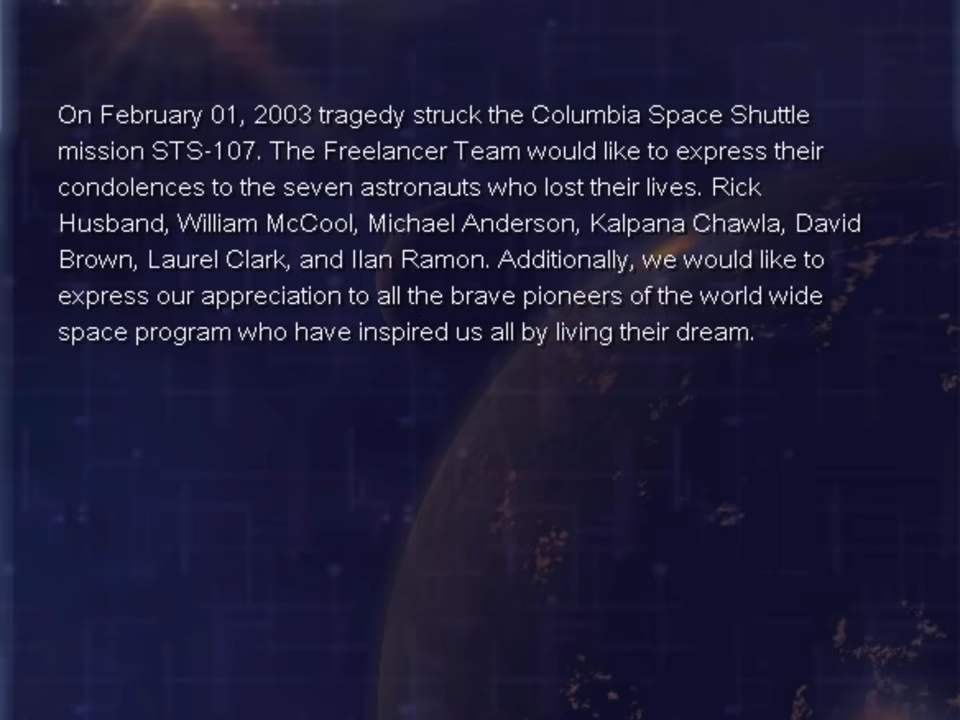 On February 01, 2003 tragedy struck the Columbia Space Shuttle
mission STS-107. The Freelancer Team would like to express their
condolences to the seven astronauts who lost their lives. Rick
Husband, William McCool, Michael Anderson, Kalpana Chawla, David
Brown, Laurel Clark, and Ilan Ramon. Additionally, we would like to
express our appreciation to all the brave pioneers of the world wide
space program who have inspired us all by living their dream.